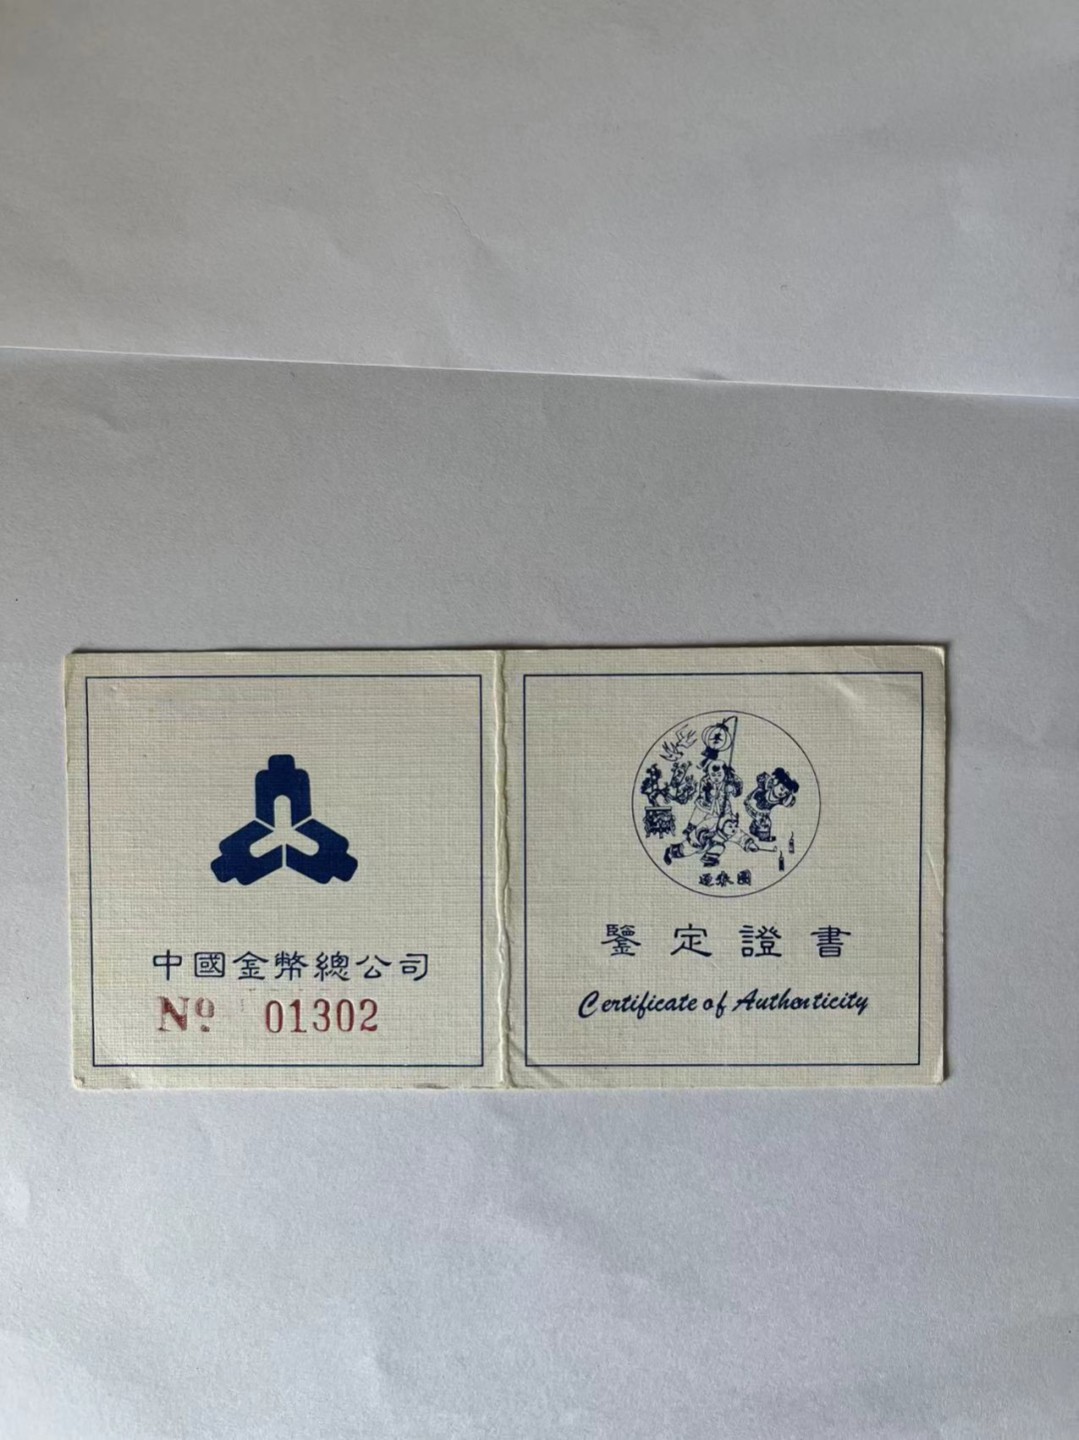 中國金幣總公司
Nº 01302
春
迎春圖
鑒定證書
Certificate of Authenticity